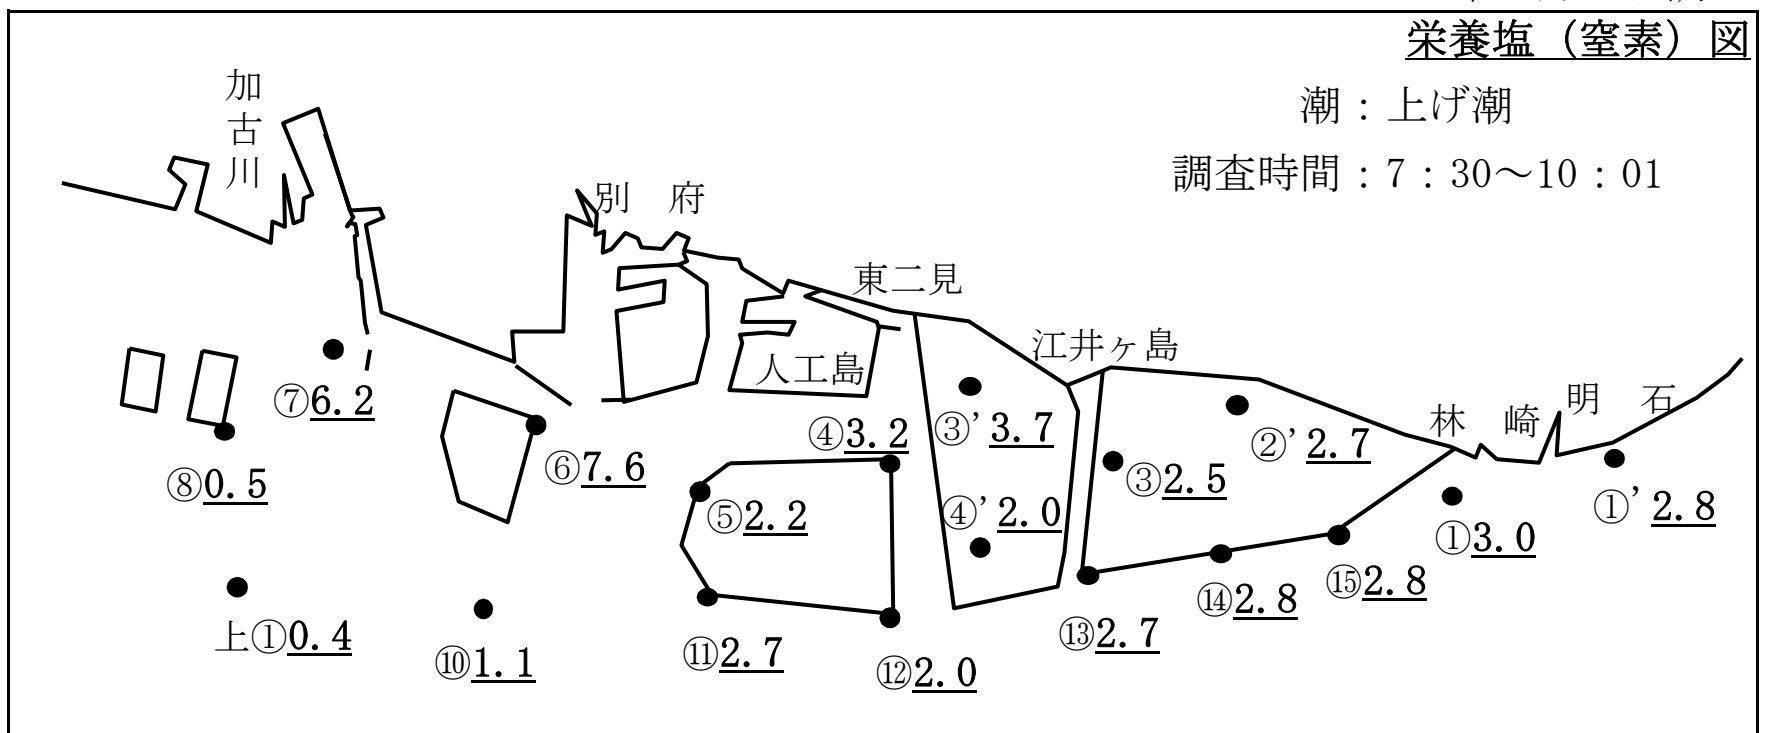 栄養塩（窒素）図
潮：上げ潮
調査時間：7：30～10：01
加古川
別府
東二見
江井ヶ島
人工島
林崎
明石
⑦6.2
④3.2
③'3.7
②'2.7
⑧0.5
⑥7.6
⑤2.2
④'2.0
③2.5
①3.0
①'2.8
上①0.4
⑩1.1
⑪2.7
⑫2.0
⑬2.7
⑭2.8
⑮2.8